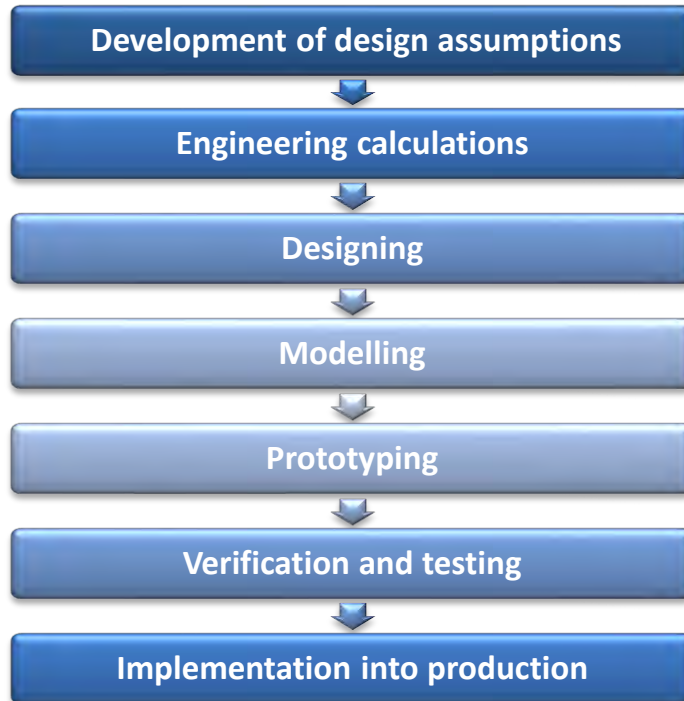 Development of design assumptions
Engineering calculations
Designing
Modelling
Prototyping
Verification and testing
Implementation into production